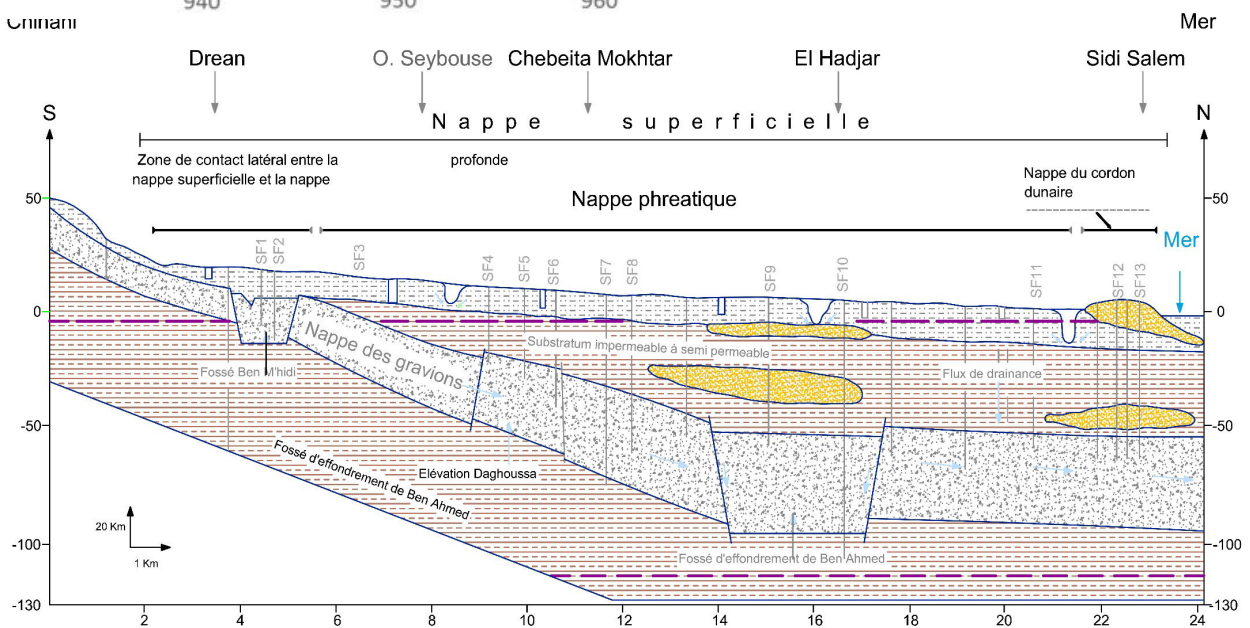 940 950 960
Chinani Mer
Drean O. Seybouse Chebeita Mokhtar El Hadjar Sidi Salem
S N
Nappe superficielle
Zone de contact latéral entre la profonde
nappe superficielle et la nappe
Nappe du cordon
dunaire
50 Nappe phreatique 50
Mer
SF1 SF2 SF3 SF4 SF5 SF6 SF7 SF8 SF9 SF10 SF11 SF12 SF13
0 0
Nappe des gravions
Substratum impermeable à semi permeable
Fossé Ben M'hidi Flux de drainance
-50 -50
Fossé d'effondrement de Ben Ahmed
Elévation Daghoussa
20 Km
1 Km
-100 Fossé d'effondrement de Ben Ahmed -100
-130 -130
2 4 6 8 10 12 14 16 18 20 22 24